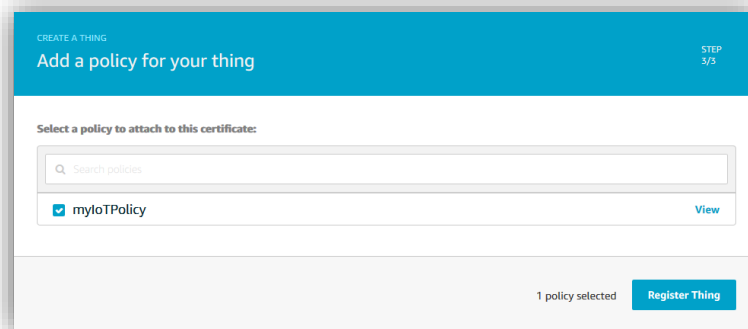 CREATE A THING
Add a policy for your thing
STEP
3/3
Select a policy to attach to this certificate:
Search policies
myIoTPolicy
View
1 policy selected
Register Thing